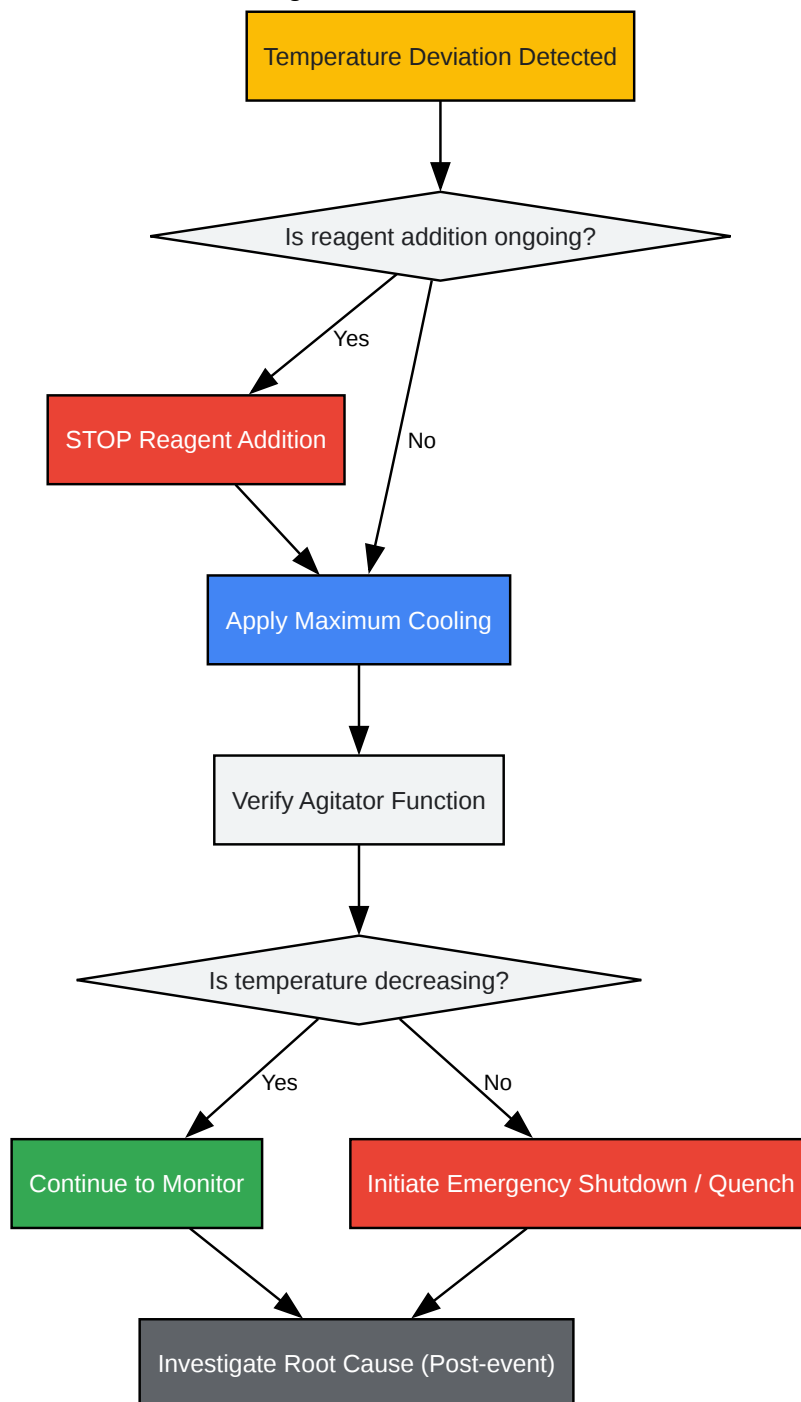 Temperature Deviation Detected
Is reagent addition ongoing?
Yes
STOP Reagent Addition
No
Apply Maximum Cooling
Verify Agitator Function
Is temperature decreasing?
Yes
No
Continue to Monitor
Initiate Emergency Shutdown / Quench
Investigate Root Cause (Post-event)